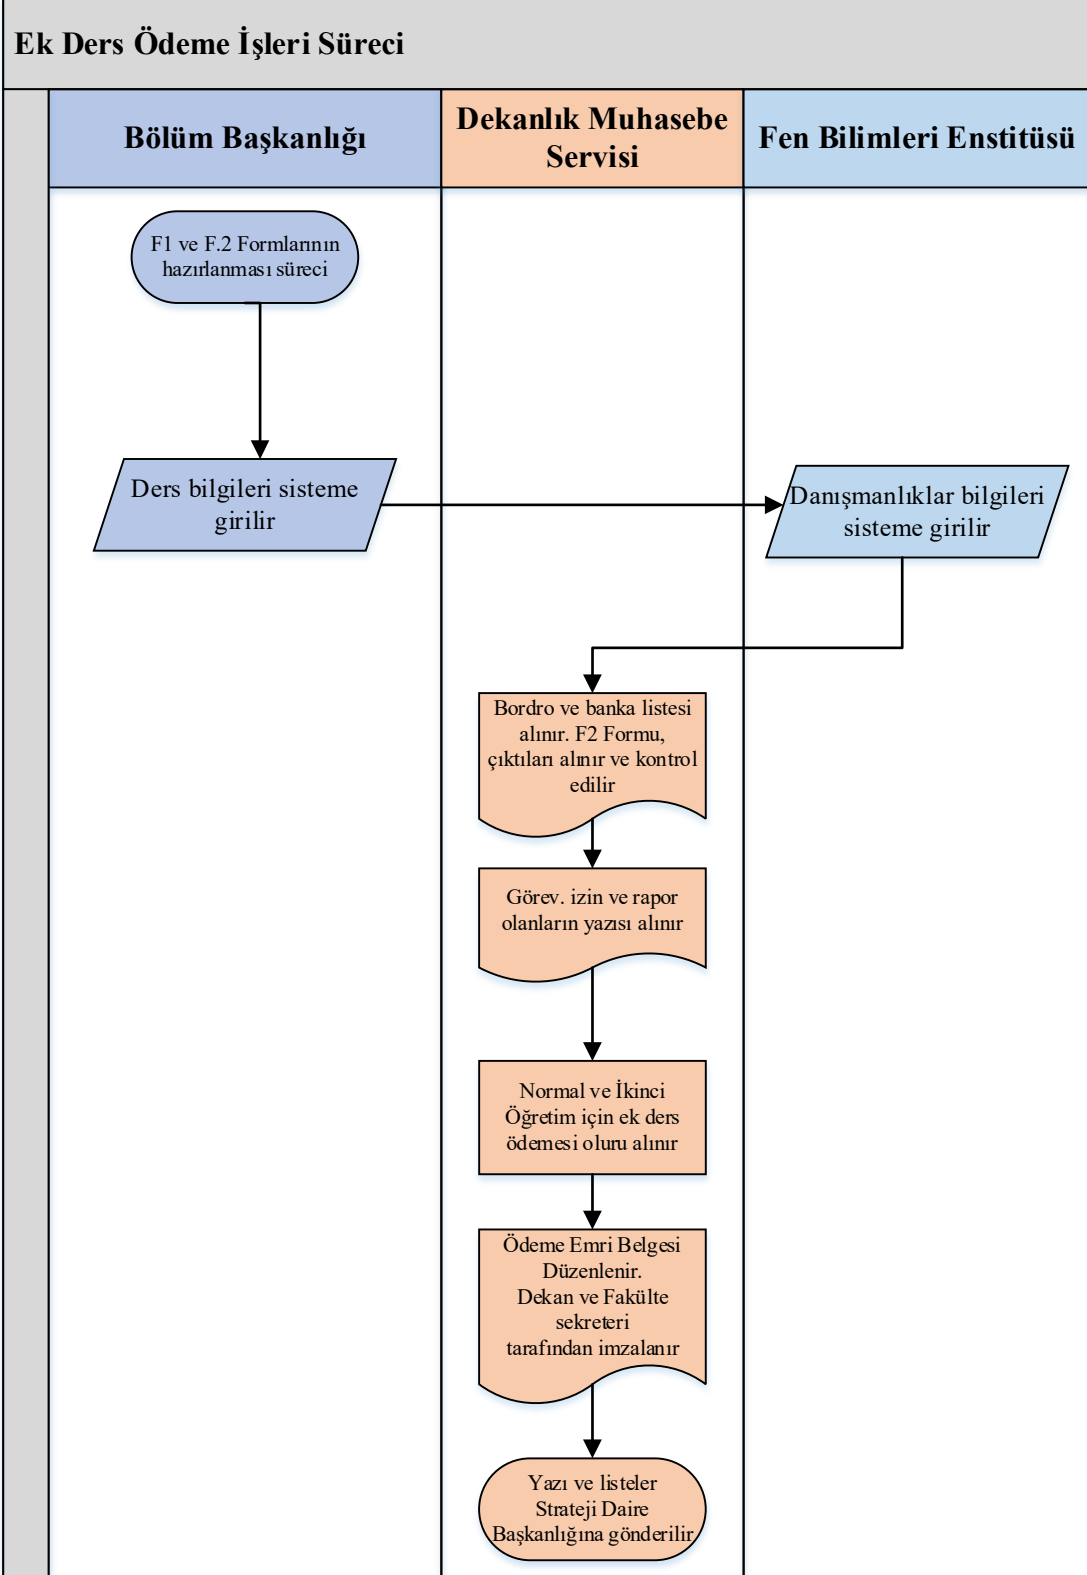 Ek Ders Ödeme İşleri Süreci
Bölüm Başkanlığı
Dekanlık Muhasebe
Servisi
Fen Bilimleri Enstitüsü
F1 ve F.2 Formlarının
hazırlanması süreci
Ders bilgileri sisteme
girilir
Danışmanlıklar bilgileri
sisteme girilir
Bordro ve banka listesi
alınır. F2 Formu,
çıktıları alınır ve kontrol
edilir
Görev. izin ve rapor
olanların yazısı alınır
Normal ve İkinci
Öğretim için ek ders
ödemesi oluru alınır
Ödeme Emri Belgesi
Düzenlenir.
Dekan ve Fakülte
sekreteri
tarafından imzalanır
Yazı ve listeler
Strateji Daire
Başkanlığına gönderilir